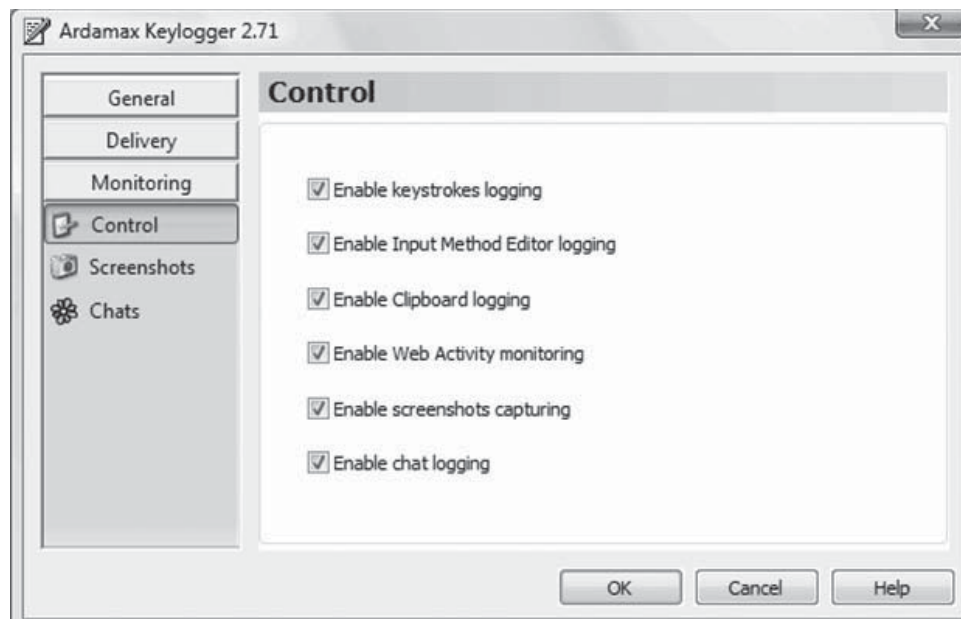 Ardamax Keylogger 2.71
General
Delivery
Monitoring
Control
Screenshots
Chats
Control
Enable keystrokes logging
Enable Input Method Editor logging
Enable Clipboard logging
Enable Web Activity monitoring
Enable screenshots capturing
Enable chat logging
OK
Cancel
Help